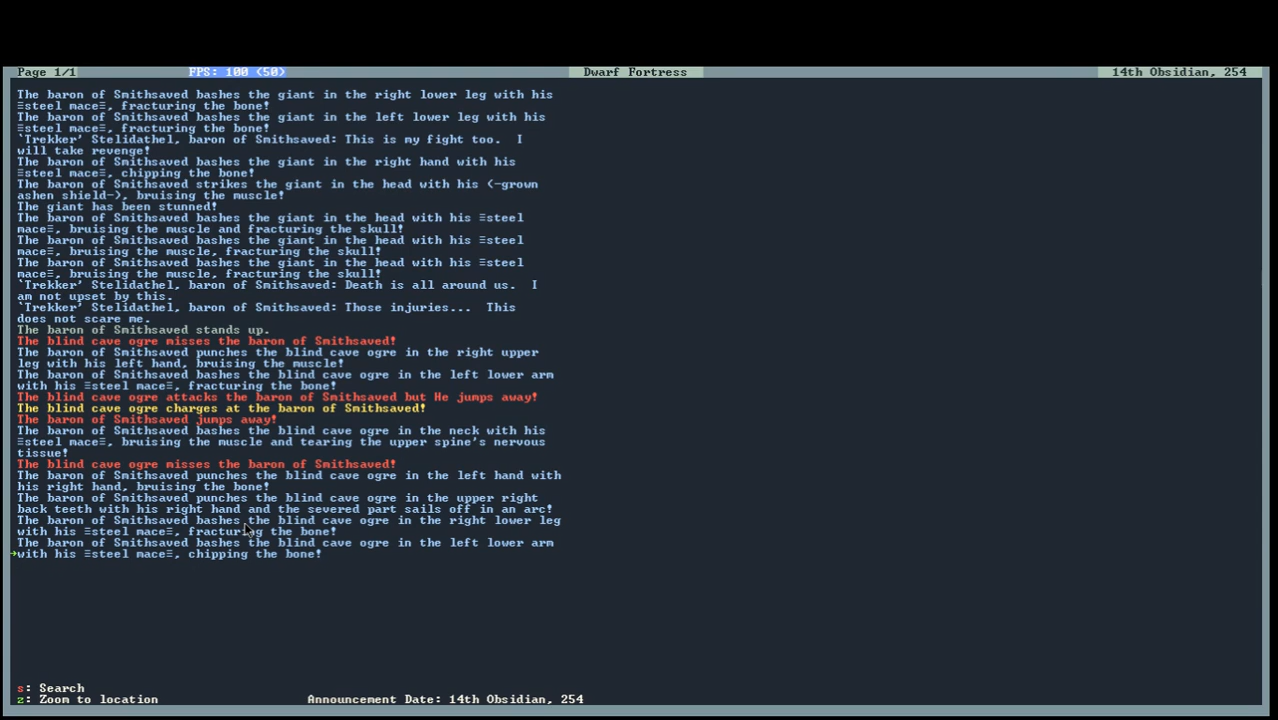 Page 1/1 FPS: 100 (50) Dwarf Fortress 14th Obsidian, 254
The baron of Smithsaved bashes the giant in the right lower leg with his
≡steel mace≡, fracturing the bone!
The baron of Smithsaved bashes the giant in the left lower leg with his
≡steel mace≡, fracturing the bone!
`Trekker' Stelidathel, baron of Smithsaved: This is my fight too.  I
will take revenge!
The baron of Smithsaved bashes the giant in the right hand with his
≡steel mace≡, chipping the bone!
The baron of Smithsaved strikes the giant in the head with his (-grown
ashen shield-), bruising the muscle!
The giant has been stunned!
The baron of Smithsaved bashes the giant in the head with his ≡steel
mace≡, bruising the muscle and fracturing the skull!
The baron of Smithsaved bashes the giant in the head with his ≡steel
mace≡, bruising the muscle, fracturing the skull!
The baron of Smithsaved bashes the giant in the head with his ≡steel
mace≡, bruising the muscle, fracturing the skull!
`Trekker' Stelidathel, baron of Smithsaved: Death is all around us.  I
am not upset by this.
`Trekker' Stelidathel, baron of Smithsaved: Those injuries...  This
does not scare me.
The baron of Smithsaved stands up.
The blind cave ogre misses the baron of Smithsaved!
The baron of Smithsaved punches the blind cave ogre in the right upper
leg with his left hand, bruising the muscle!
The baron of Smithsaved bashes the blind cave ogre in the left lower arm
with his ≡steel mace≡, fracturing the bone!
The blind cave ogre attacks the baron of Smithsaved but He jumps away!
The blind cave ogre charges at the baron of Smithsaved!
The baron of Smithsaved jumps away!
The baron of Smithsaved bashes the blind cave ogre in the neck with his
≡steel mace≡, bruising the muscle and tearing the upper spine's nervous
tissue!
The blind cave ogre misses the baron of Smithsaved!
The baron of Smithsaved punches the blind cave ogre in the left hand with
his right hand, bruising the bone!
The baron of Smithsaved punches the blind cave ogre in the upper right
back teeth with his right hand and the severed part sails off in an arc!
The baron of Smithsaved bashes the blind cave ogre in the right lower leg
with his ≡steel mace≡, fracturing the bone!
The baron of Smithsaved bashes the blind cave ogre in the left lower arm
→with his ≡steel mace≡, chipping the bone!
s: Search
z: Zoom to location Announcement Date: 14th Obsidian, 254